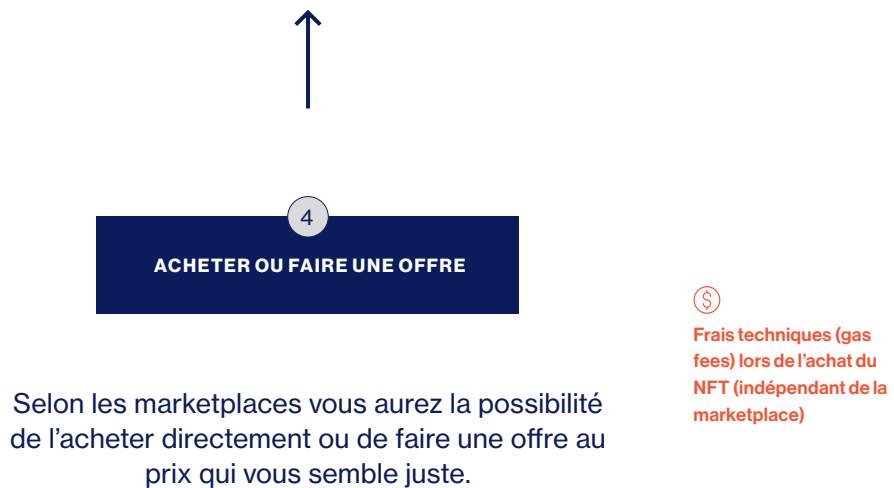 4
ACHETER OU FAIRE UNE OFFRE
Selon les marketplaces vous aurez la possibilité
de l’acheter directement ou de faire une offre au
prix qui vous semble juste.
$
Frais techniques (gas
fees) lors de l’achat du
NFT (indépendant de la
marketplace)